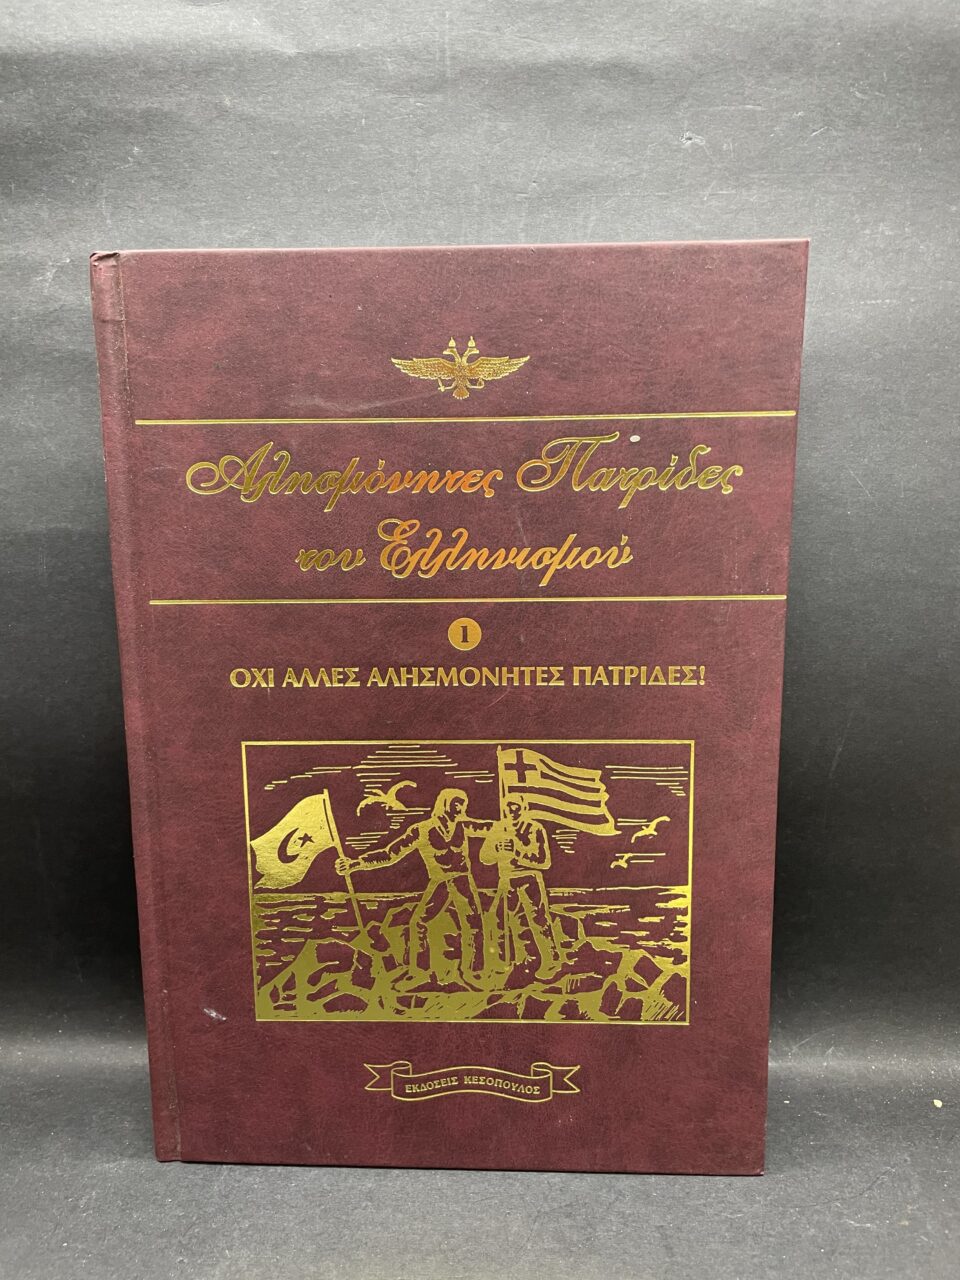 Αλησμόνητες Πατρίδες
του Ελληνισμού
1
ΟΧΙ ΑΛΛΕΣ ΑΛΗΣΜΟΝΗΤΕΣ ΠΑΤΡΙΔΕΣ!
ΕΚΔΟΣΕΙΣ ΚΕΣΟΠΟΥΛΟΣ